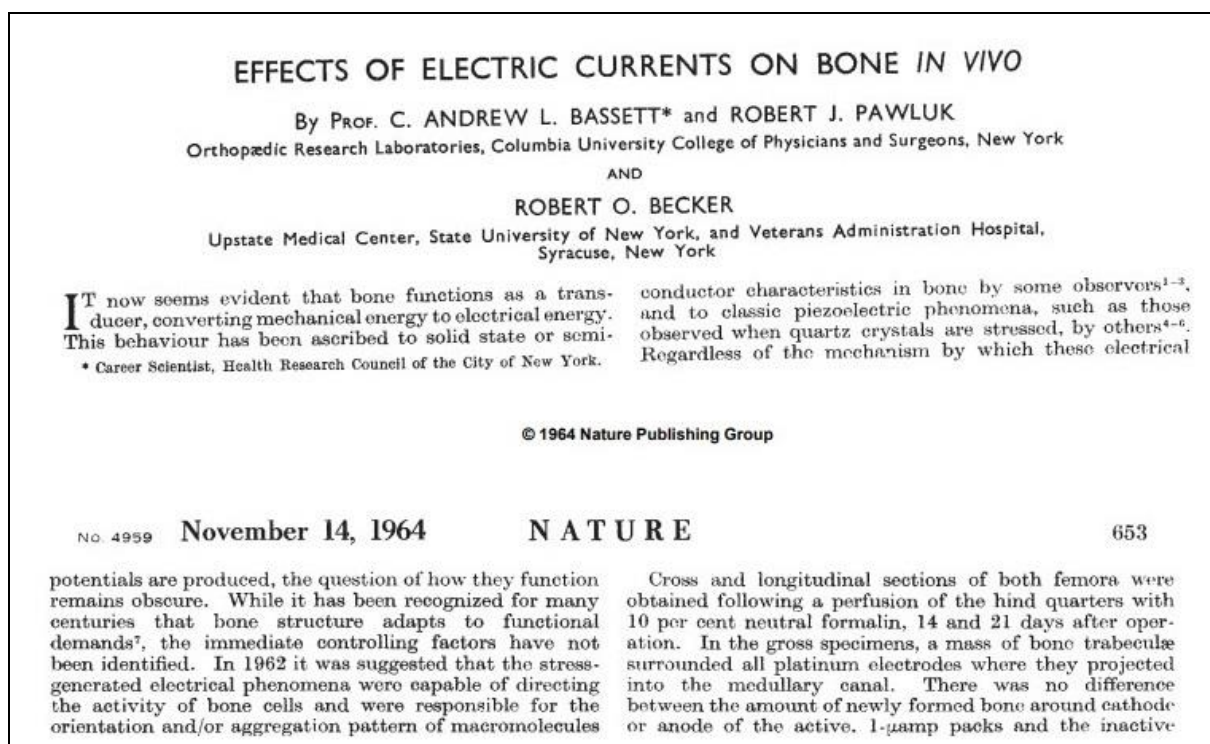 EFFECTS OF ELECTRIC CURRENTS ON BONE IN VIVO
By PROF. C. ANDREW L. BASSETT* and ROBERT J. PAWLUK
Orthopædic Research Laboratories, Columbia University College of Physicians and Surgeons, New York
AND
ROBERT O. BECKER
Upstate Medical Center, State University of New York, and Veterans Administration Hospital,
Syracuse, New York
IT now seems evident that bone functions as a trans-
ducer, converting mechanical energy to electrical energy.
This behaviour has been ascribed to solid state or semi-
* Career Scientist, Health Research Council of the City of New York.
conductor characteristics in bone by some observers1-3,
and to classic piezoelectric phenomena, such as those
observed when quartz crystals are stressed, by others4-6.
Regardless of the mechanism by which these electrical
© 1964 Nature Publishing Group
No. 4959 November 14, 1964 NATURE 653
potentials are produced, the question of how they function
remains obscure. While it has been recognized for many
centuries that bone structure adapts to functional
demands7, the immediate controlling factors have not
been identified. In 1962 it was suggested that the stress-
generated electrical phenomena were capable of directing
the activity of bone cells and were responsible for the
orientation and/or aggregation pattern of macromolecules
Cross and longitudinal sections of both femora were
obtained following a perfusion of the hind quarters with
10 per cent neutral formalin, 14 and 21 days after oper-
ation. In the gross specimens, a mass of bone trabeculæ
surrounded all platinum electrodes where they projected
into the medullary canal. There was no difference
between the amount of newly formed bone around cathode
or anode of the active, 1-µamp packs and the inactive